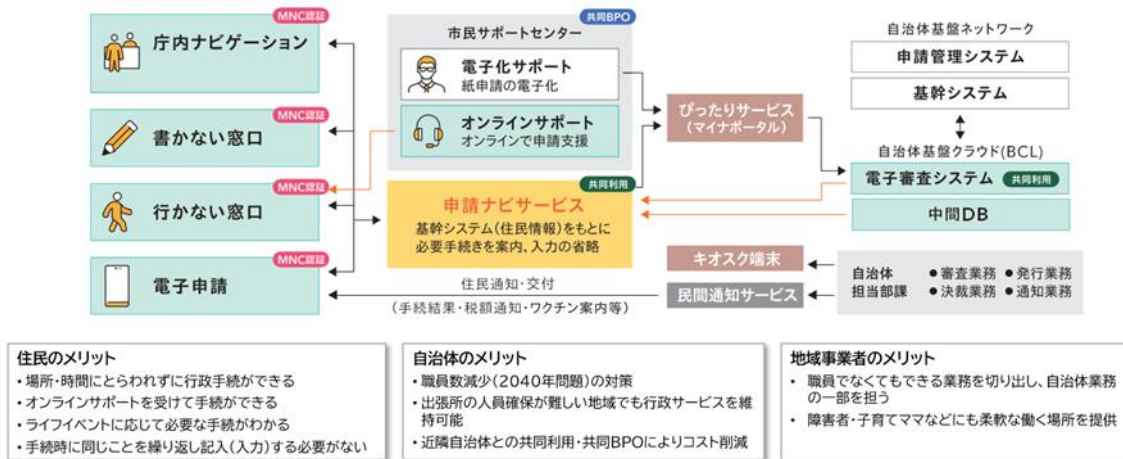 MNC認証
庁内ナビゲーション
MNC認証
書かない窓口
MNC認証
行かない窓口
MNC認証
電子申請
共同BPO
市民サポートセンター
電子化サポート
紙申請の電子化
オンラインサポート
オンラインで申請支援
共同利用
申請ナビサービス
基幹システム(住民情報)をもとに
必要手続きを案内、入力の省略
住民通知・交付
(手続結果・税額通知・ワクチン案内等)
ぴったりサービス
(マイナポータル)
キオスク端末
民間通知サービス
自治体基盤ネットワーク
申請管理システム
基幹システム
自治体基盤クラウド(BCL)
電子審査システム 共同利用
中間DB
自治体 ●審査業務 ●発行業務
担当部課 ●決裁業務 ●通知業務
住民のメリット
・場所・時間にとらわれずに行政手続ができる
・オンラインサポートを受けて手続ができる
・ライフイベントに応じて必要な手続がわかる
・手続時に同じことを繰り返し記入(入力)する必要がない
自治体のメリット
・職員数減少(2040年問題)の対策
・出張所の人員確保が難しい地域でも行政サービスを維
持可能
・近隣自治体との共同利用・共同BPOによりコスト削減
地域事業者のメリット
・ 職員でなくてもできる業務を切り出し、自治体業務
の一部を担う
・ 障害者・子育てママなどにも柔軟な働く場所を提供